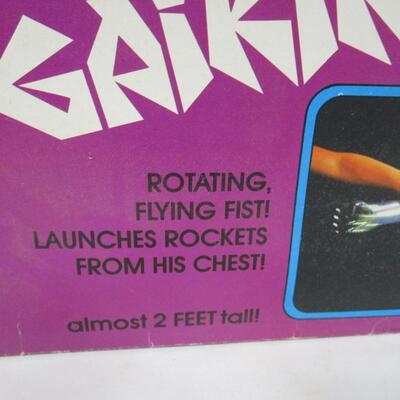 ROTATING,
FLYING FIST!
LAUNCHES ROCKETS
FROM HIS CHEST!
almost 2 FEET tall!